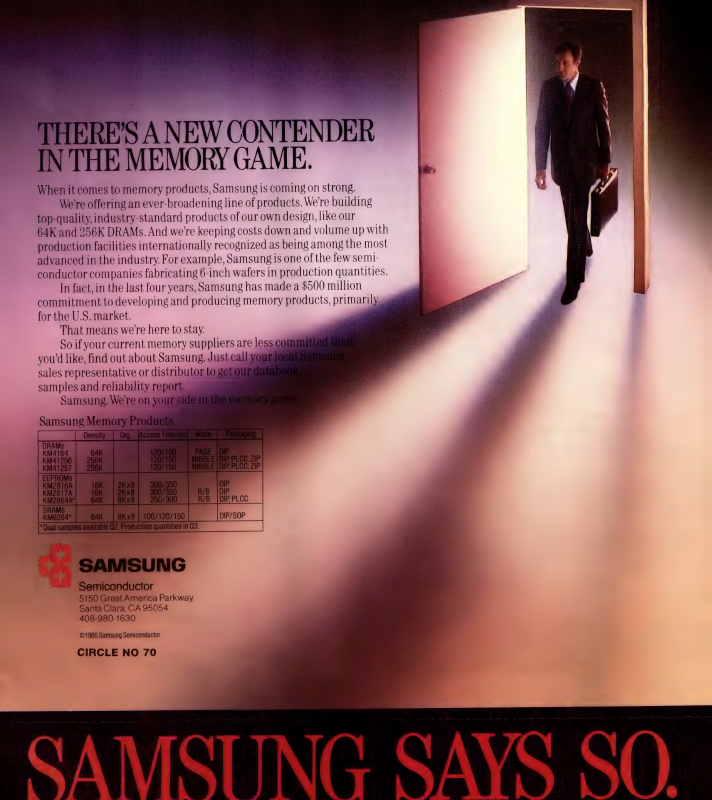 THERE'S A NEW CONTENDER
IN THE MEMORY GAME.
When it comes to memory products, Samsung is coming on strong.
We're offering an ever-broadening line of products. We're building
top-quality, industry-standard products of our own design, like our
64K and 256K DRAMs. And we're keeping costs down and volume up with
production facilities internationally recognized as being among the most
advanced in the industry. For example, Samsung is one of the few semi-
conductor companies fabricating 6-inch wafers in production quantities.
In fact, in the last four years, Samsung has made a $500 million
commitment to developing and producing memory products, primarily
for the U.S. market.
That means we're here to stay.
So if your current memory suppliers are less committed than
you'd like, find out about Samsung. Just call your local Samsung
sales representative or distributor to get our databook,
samples and reliability report.
Samsung. We're on your side in the memory game.
Samsung Memory Products
Density Org. Access Time (ns) Mode Packaging
DRAMs
KM4164 64K 120/150 PAGE DIP
KM41256 256K 120/150 NIBBLE DIP, PLCC, ZIP
KM41257 256K 120/150 NIBBLE DIP, PLCC, ZIP
EEPROMs
KM2816A 16K 2Kx8 300/350 DIP
KM2817A 16K 2Kx8 300/350 R/B DIP
KM2864A* 64K 8Kx8 250/300 R/B DIP, PLCC
SRAMs
KM6264* 64K 8Kx8 100/120/150 DIP/SOP
*Qual samples available Q2. Production quantities in Q3.
SAMSUNG
Semiconductor
5150 Great America Parkway,
Santa Clara, CA 95054
408-980-1630
©1986 Samsung Semiconductor
CIRCLE NO 70
SAMSUNG SAYS SO.